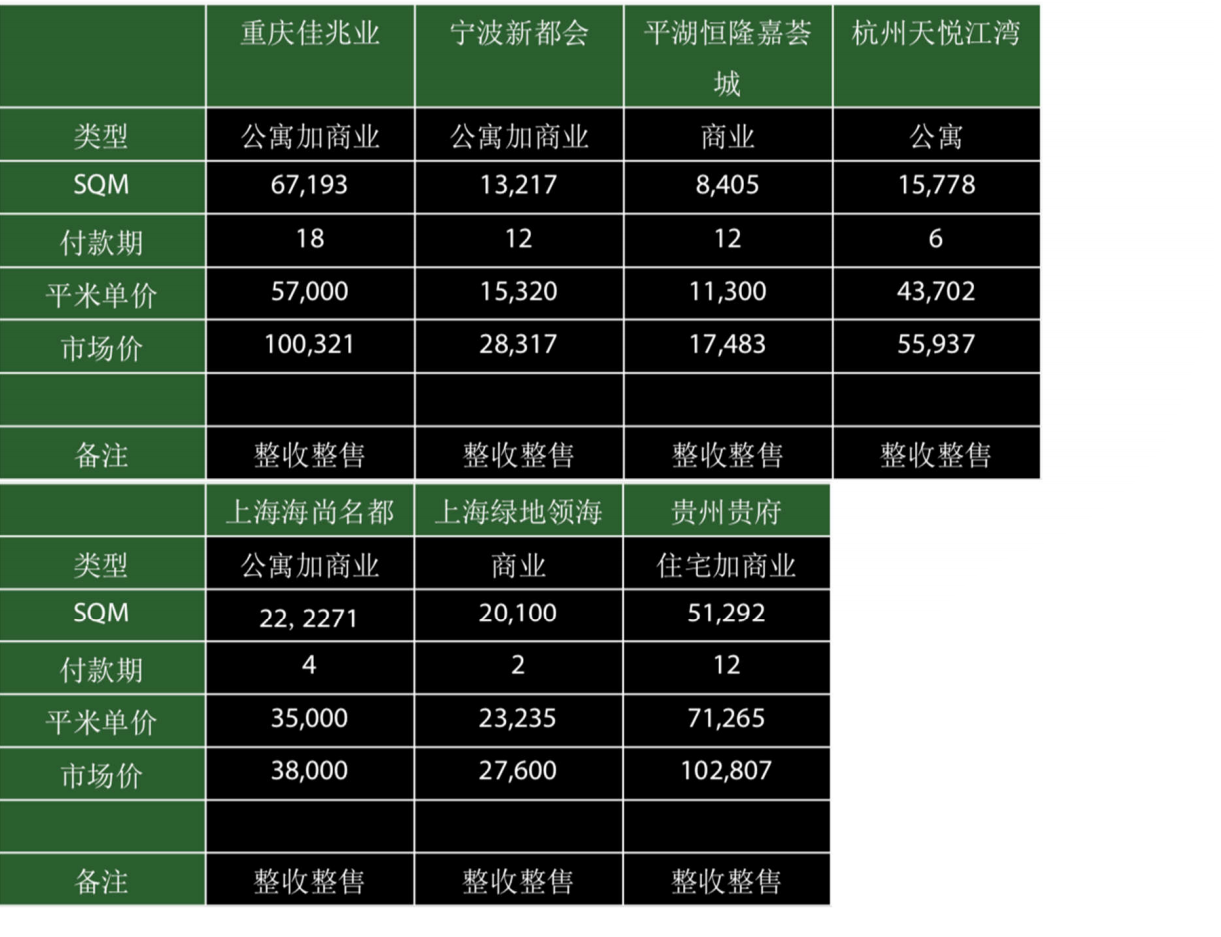 重庆佳兆业 宁波新都会 平湖恒隆嘉荟城 杭州天悦江湾
类型 公寓加商业 公寓加商业 商业 公寓
SQM 67,193 13,217 8,405 15,778
付款期 18 12 12 6
平米单价 57,000 15,320 11,300 43,702
市场价 100,321 28,317 17,483 55,937
备注 整收整售 整收整售 整收整售 整收整售
上海海尚名都 上海绿地领海 贵州贵府
类型 公寓加商业 商业 住宅加商业
SQM 22，2271 20,100 51,292
付款期 4 2 12
平米单价 35,000 23,235 71,265
市场价 38,000 27,600 102,807
备注 整收整售 整收整售 整收整售